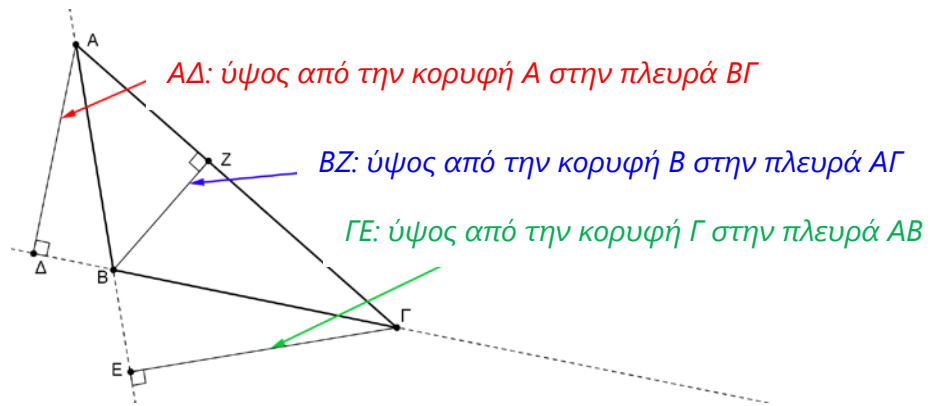 Α
ΑΔ: ύψος από την κορυφή Α στην πλευρά ΒΓ
Ζ
ΒΖ: ύψος από την κορυφή Β στην πλευρά ΑΓ
ΓΕ: ύψος από την κορυφή Γ στην πλευρά ΑΒ
Δ
Β
Γ
Ε